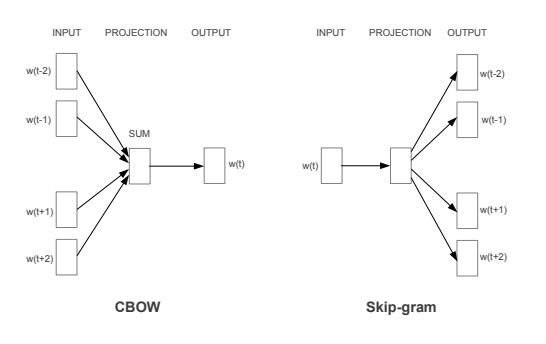 INPUT PROJECTION OUTPUT
w(t-2)
w(t-1)
SUM
w(t)
w(t+1)
w(t+2)
CBOW
INPUT PROJECTION OUTPUT
w(t-2)
w(t-1)
w(t)
w(t+1)
w(t+2)
Skip-gram